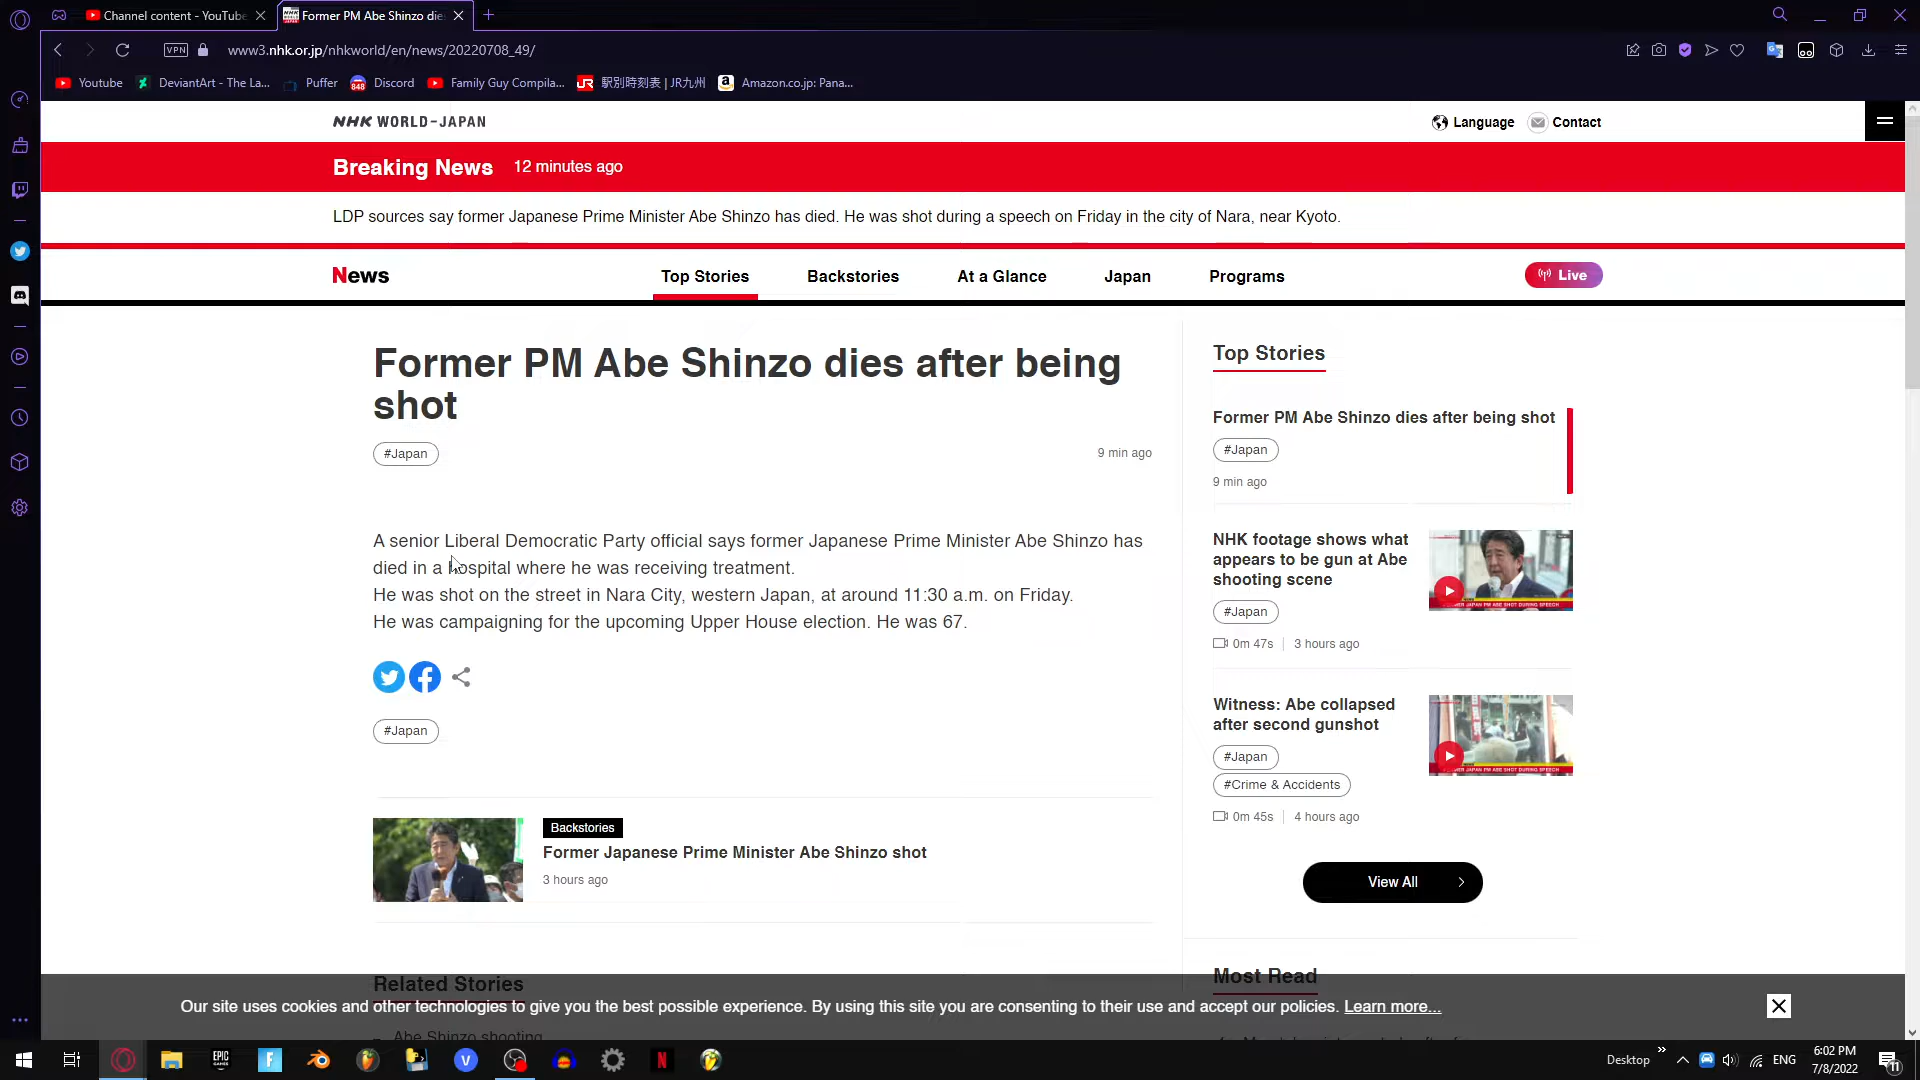 Channel content - YouTube
Former PM Abe Shinzo die
VPN
www3.nhk.or.jp/nhkworld/en/news/20220708_49/
Youtube
DeviantArt - The La...
Puffer
848
Discord
Family Guy Compila...
JR
駅別時刻表 | JR九州
Amazon.co.jp: Pana...
NHK WORLD-JAPAN
Language
Contact
Breaking News
12 minutes ago
LDP sources say former Japanese Prime Minister Abe Shinzo has died. He was shot during a speech on Friday in the city of Nara, near Kyoto.
News
Top Stories
Backstories
At a Glance
Japan
Programs
Live
Former PM Abe Shinzo dies after being
shot
#Japan
9 min ago
A senior Liberal Democratic Party official says former Japanese Prime Minister Abe Shinzo has
died in a hospital where he was receiving treatment.
He was shot on the street in Nara City, western Japan, at around 11:30 a.m. on Friday.
He was campaigning for the upcoming Upper House election. He was 67.
#Japan
Backstories
Former Japanese Prime Minister Abe Shinzo shot
3 hours ago
Related Stories
Abe Shinzo shooting
Top Stories
Former PM Abe Shinzo dies after being shot
#Japan
9 min ago
NHK footage shows what
appears to be gun at Abe
shooting scene
#Japan
0m 47s
3 hours ago
Witness: Abe collapsed
after second gunshot
#Japan
#Crime & Accidents
0m 45s
4 hours ago
View All
Most Read
Our site uses cookies and other technologies to give you the best possible experience. By using this site you are consenting to their use and accept our policies. Learn more...
EPIC
GAMES
Desktop
ENG
6:02 PM
7/8/2022
11